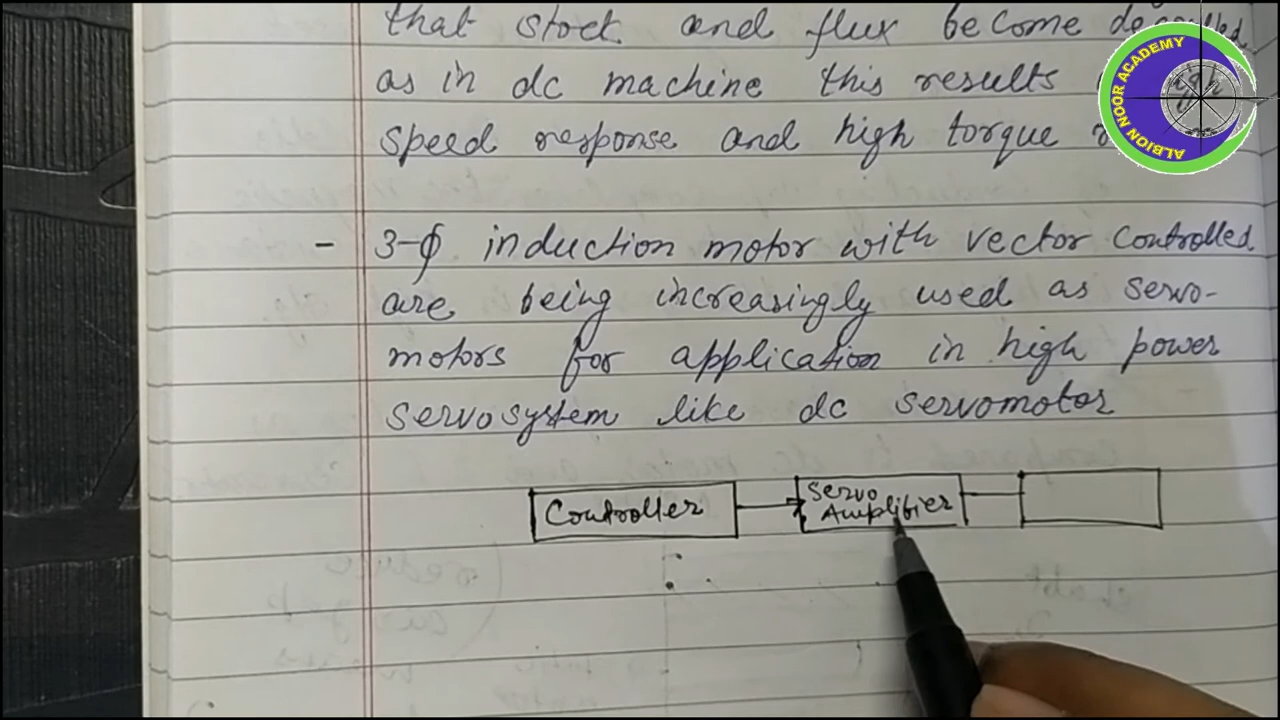 that stoct and flux become
as in dc machine this results
speed response and high torque
- 3-ϕ induction motor with vector controlled
are being increasingly used as servo-
motors for application in high power
servosystem like dc servomotor
Controller
Servo
Amplifier
ALBION NOOR ACADEMY